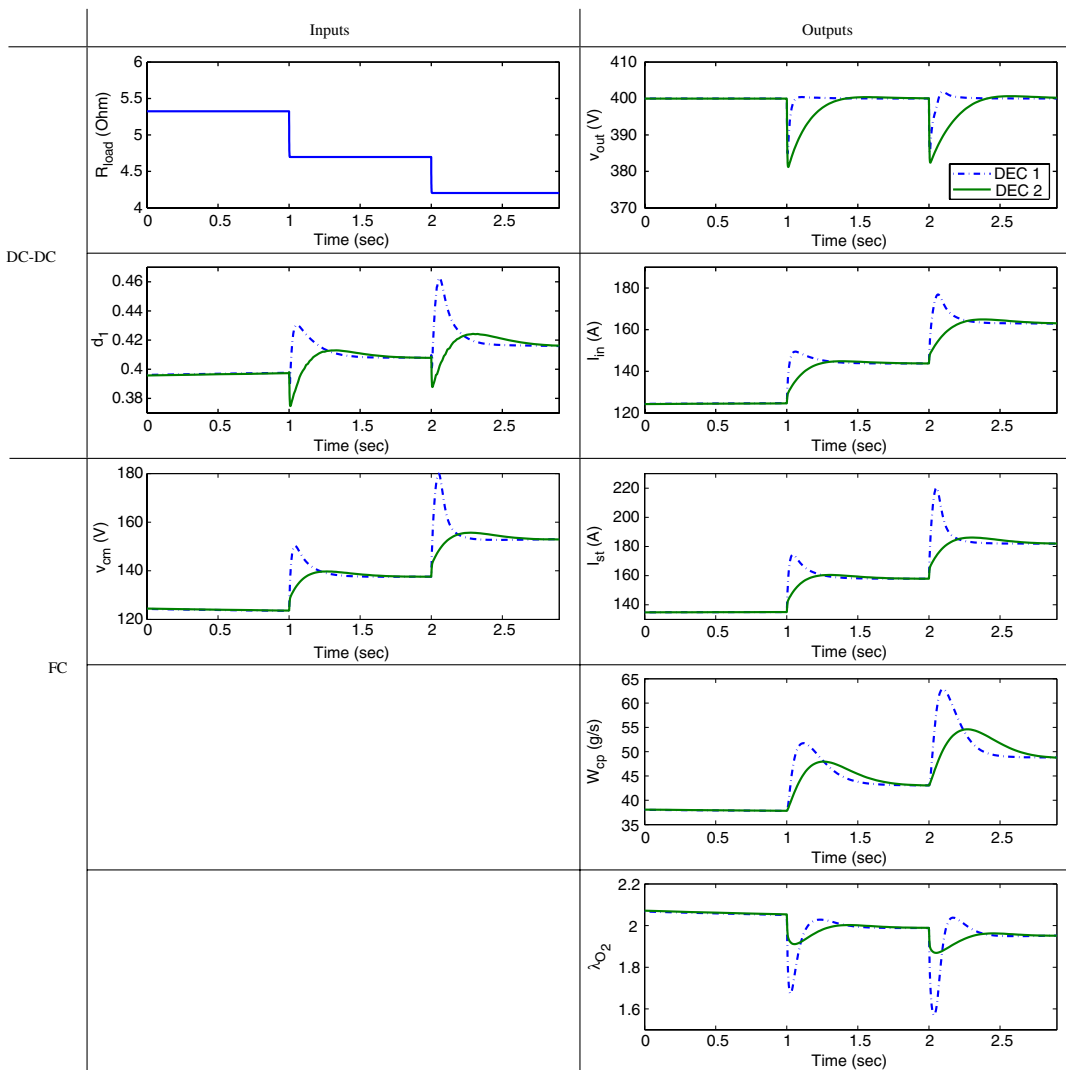 Inputs
Outputs
DC-DC
FC
6
5.5
5
4.5
4
R_load (Ohm)
0 0.5 1 1.5 2 2.5
Time (sec)
410
400
390
380
370
v_out (V)
DEC 1
DEC 2
0 0.5 1 1.5 2 2.5
Time (sec)
0.46
0.44
0.42
0.4
0.38
d_1
0 0.5 1 1.5 2 2.5
Time (sec)
180
160
140
120
I_in (A)
0 0.5 1 1.5 2 2.5
Time (sec)
180
160
140
120
v_cm (V)
0 0.5 1 1.5 2 2.5
Time (sec)
220
200
180
160
140
I_st (A)
0 0.5 1 1.5 2 2.5
Time (sec)
65
55
50
45
40
35
W_cp (g/s)
0 0.5 1 1.5 2 2.5
Time (sec)
2.2
2
1.8
1.6
λ_O2
0 0.5 1 1.5 2 2.5
Time (sec)